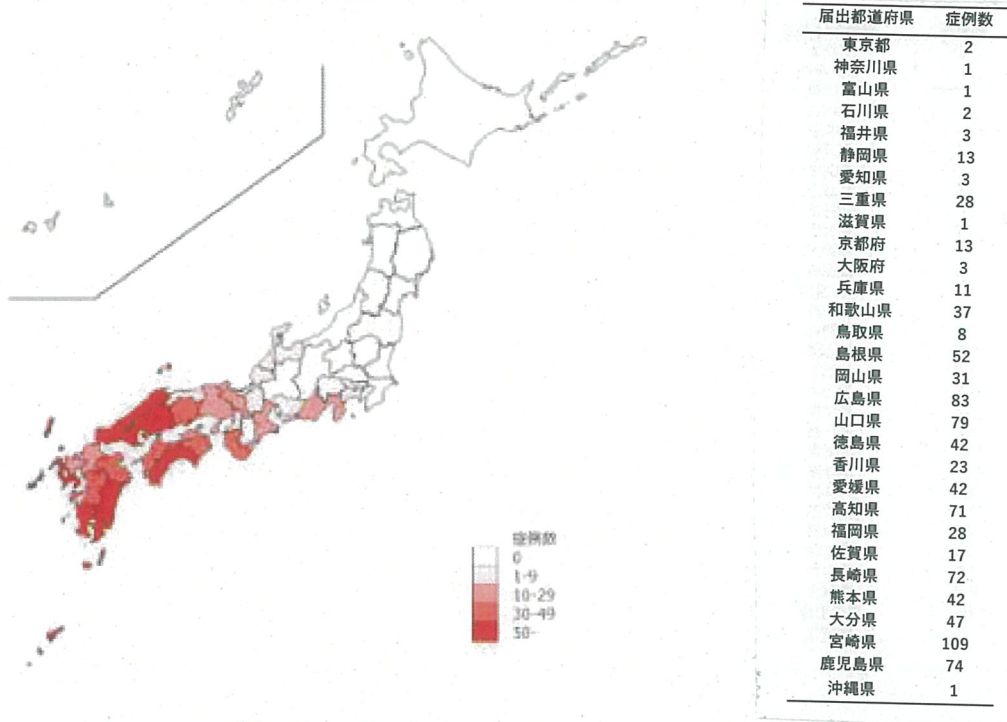 症例数
0
1-9
10-29
30-49
50-
届出都道府県 症例数
東京都 2
神奈川県 1
富山県 1
石川県 2
福井県 3
静岡県 13
愛知県 3
三重県 28
滋賀県 1
京都府 13
大阪府 3
兵庫県 11
和歌山県 37
鳥取県 8
島根県 52
岡山県 31
広島県 83
山口県 79
徳島県 42
香川県 23
愛媛県 42
高知県 71
福岡県 28
佐賀県 17
長崎県 72
熊本県 42
大分県 47
宮崎県 109
鹿児島県 74
沖縄県 1